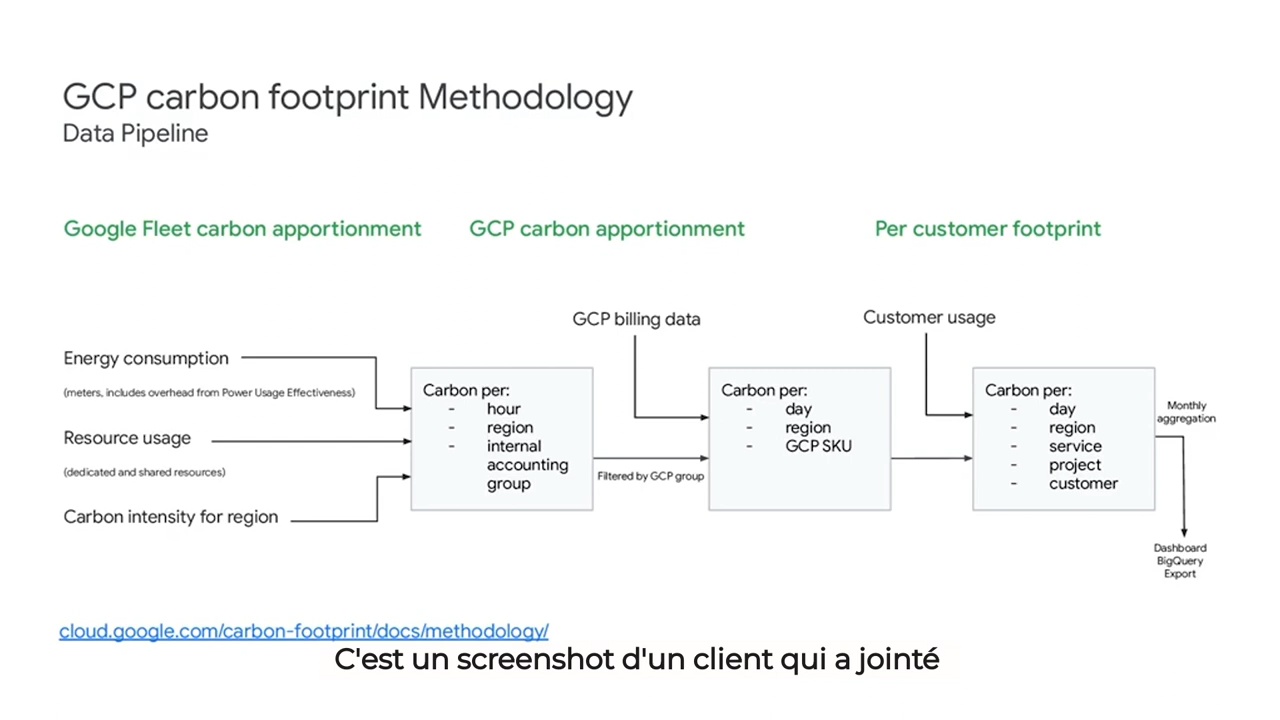 GCP carbon footprint Methodology
Data Pipeline
Google Fleet carbon apportionment
GCP carbon apportionment
Per customer footprint
Energy consumption
(meters, includes overhead from Power Usage Effectiveness)
Resource usage
(dedicated and shared resources)
Carbon intensity for region
Carbon per:
- hour
- region
- internal
accounting
group
GCP billing data
Filtered by GCP group
Carbon per:
- day
- region
- GCP SKU
Customer usage
Carbon per:
- day
- region
- service
- project
- customer
Monthly
aggregation
Dashboard
BigQuery
Export
cloud.google.com/carbon-footprint/docs/methodology/
C'est un screenshot d'un client qui a jointé